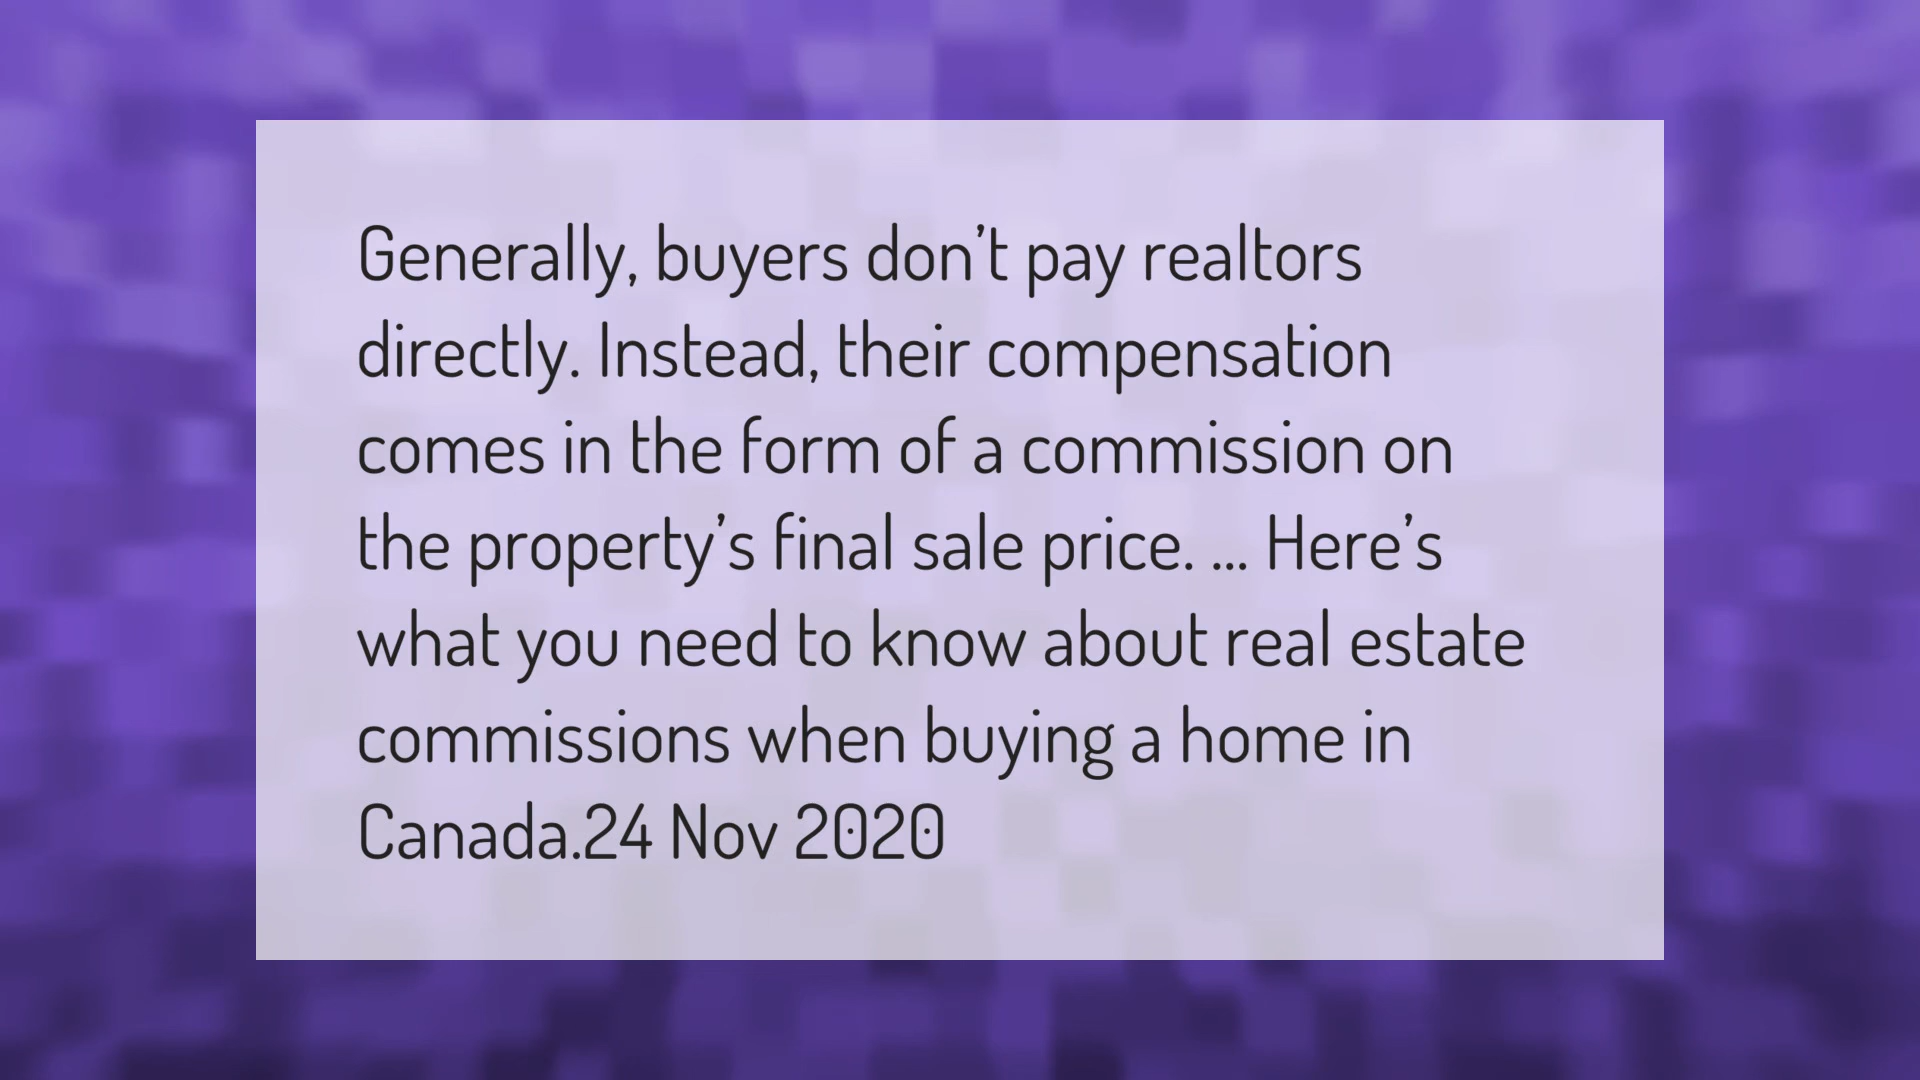 Generally, buyers don’t pay realtors
directly. Instead, their compensation
comes in the form of a commission on
the property’s final sale price. ... Here’s
what you need to know about real estate
commissions when buying a home in
Canada.24 Nov 2020